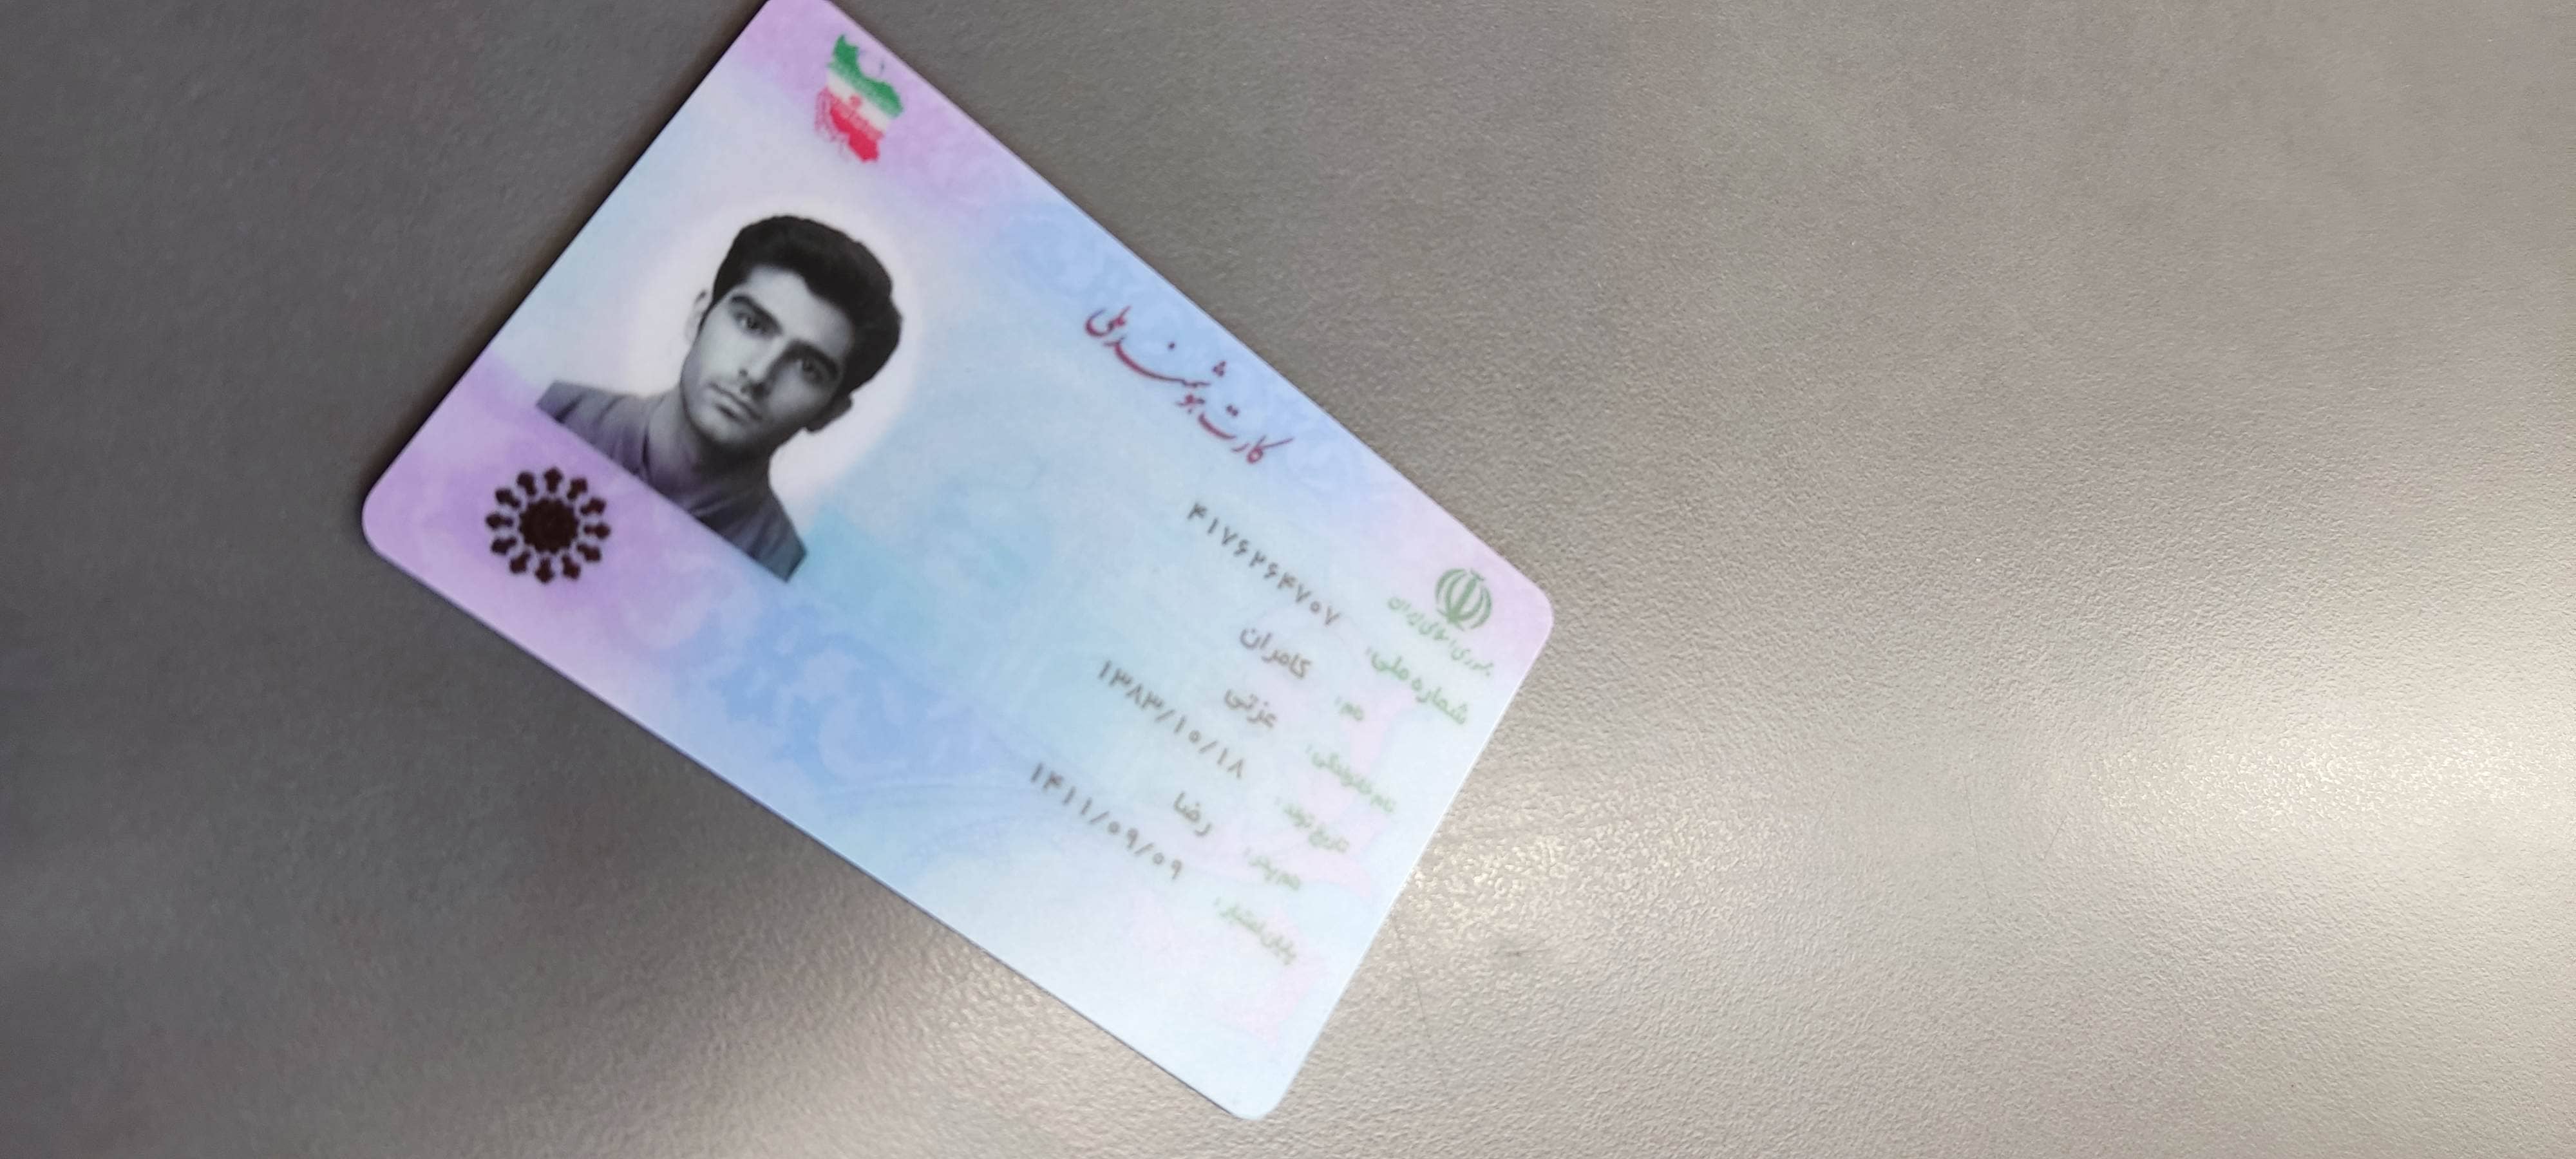 کارت هوشمند ملی
جمهوری اسلامی ایران
شماره ملی: ۴۱۷۶۲۶۴۷۰۷
نام: کامران
نام خانوادگی: عزتی
تاریخ تولد: ۱۳۸۳/۱۰/۱۸
نام پدر: رضا
پایان اعتبار: ۱۴۱۱/۰۹/۰۹